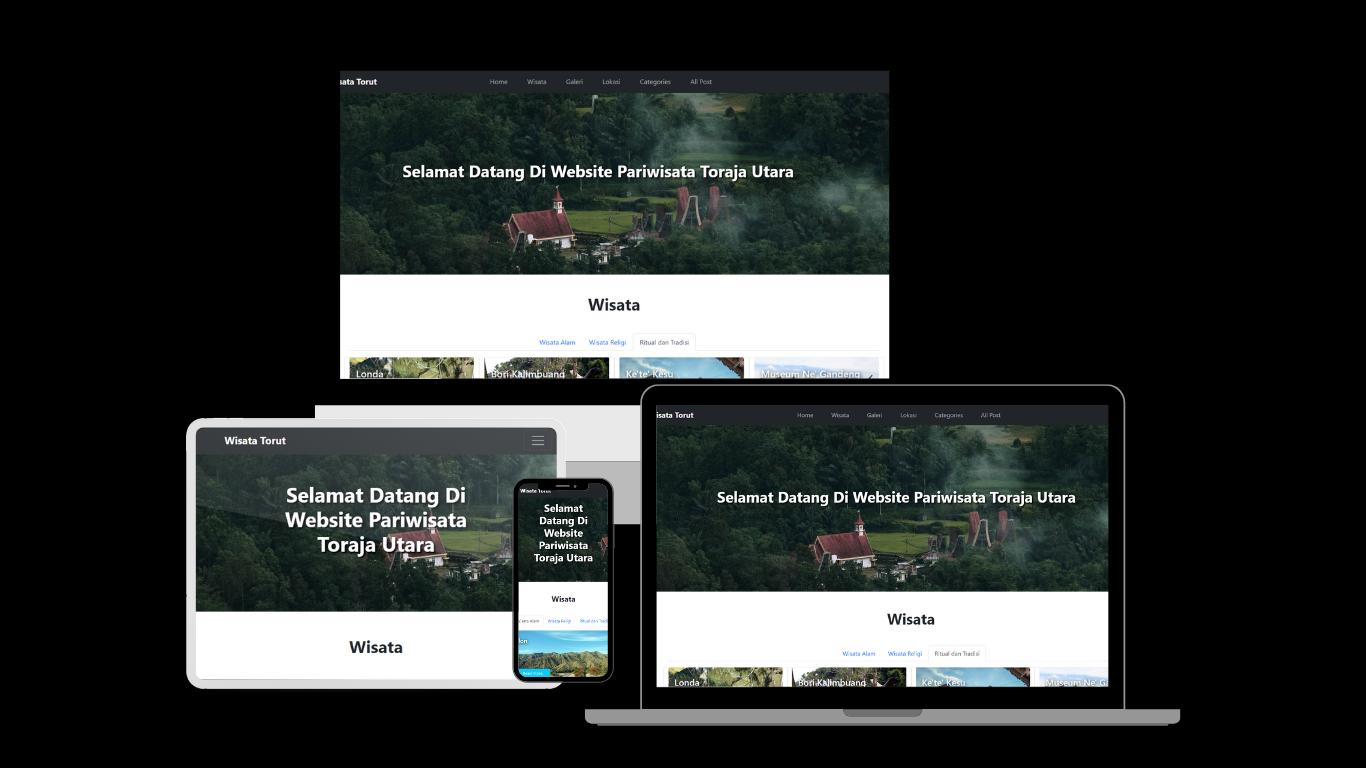 sata Torut
Home Wisata Galeri Lokasi Categories All Post
Selamat Datang Di Website Pariwisata Toraja Utara
Wisata
Wisata Alam Wisata Religi Ritual dan Tradisi
Londa Bori Kalimbuang Ke'te' Kesu Museum Ne' Gandeng
Wisata Torut
Selamat Datang Di
Website Pariwisata
Toraja Utara
Wisata
Wisata Torut
Selamat
Datang Di
Website
Pariwisata
Toraja Utara
Wisata
isata Alam Wisata Religi Ritual dan Tradi
lon
Read More
isata Torut
Home Wisata Galeri Lokasi Categories All Post
Selamat Datang Di Website Pariwisata Toraja Utara
Wisata
Wisata Alam Wisata Religi Ritual dan Tradisi
Londa Bori Kalimbuang Ke'te' Kesu Museum Ne' Ga